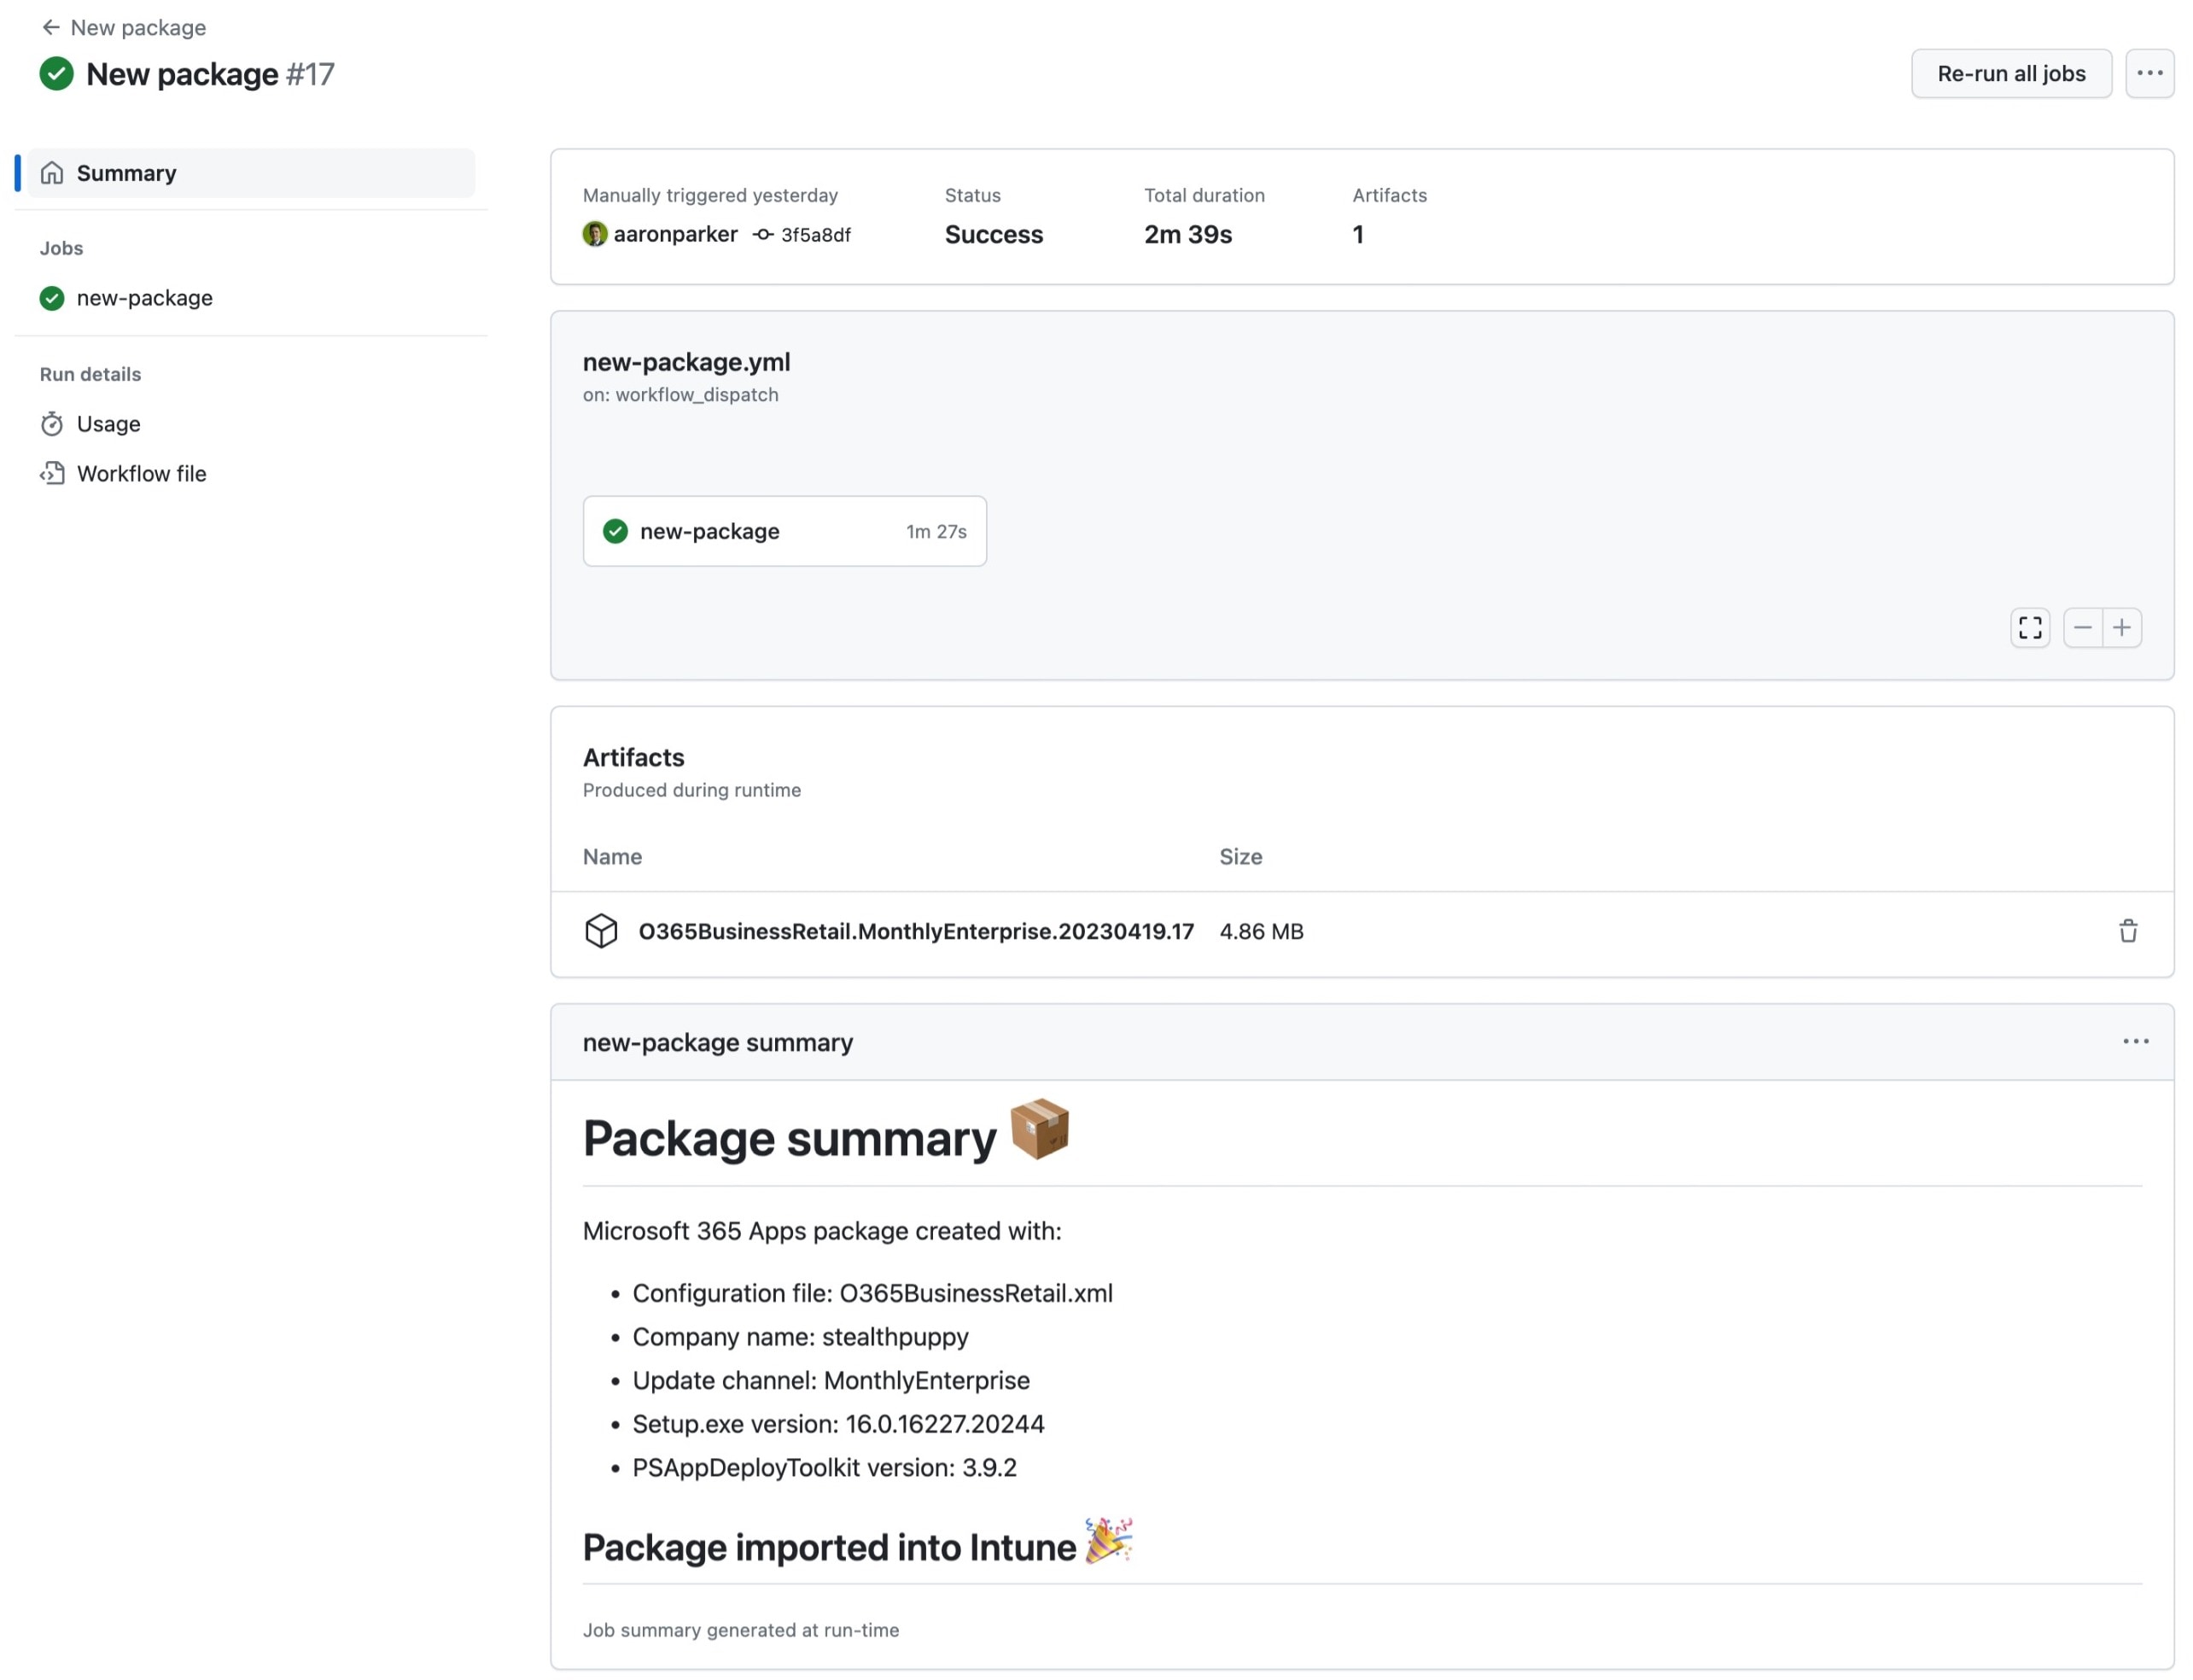 New package
New package #17
Re-run all jobs
Summary
Jobs
new-package
Run details
Usage
Workflow file
Manually triggered yesterday
aaronparker 3f5a8df
Status
Success
Total duration
2m 39s
Artifacts
1
new-package.yml
on: workflow_dispatch
new-package 1m 27s
Artifacts
Produced during runtime
Name Size
O365BusinessRetail.MonthlyEnterprise.20230419.17 4.86 MB
new-package summary
Package summary 📦
Microsoft 365 Apps package created with:
• Configuration file: O365BusinessRetail.xml
• Company name: stealthpuppy
• Update channel: MonthlyEnterprise
• Setup.exe version: 16.0.16227.20244
• PSAppDeployToolkit version: 3.9.2
Package imported into Intune 🎉
Job summary generated at run-time